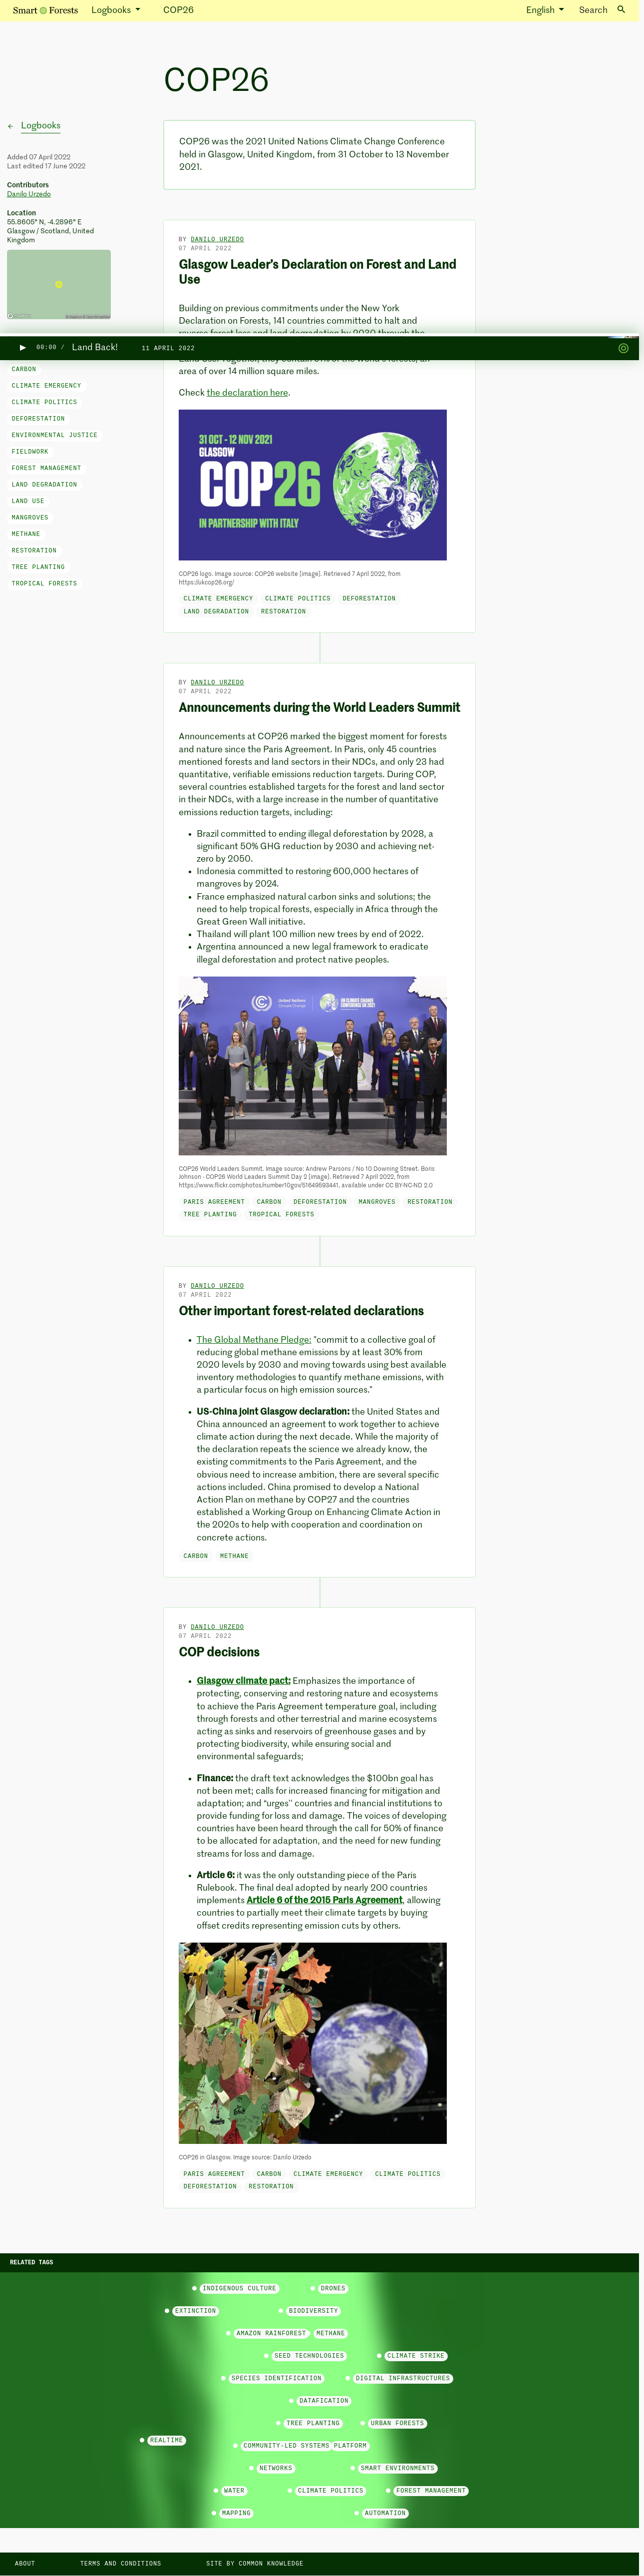 Smart Forests
Logbooks
COP26
English
Search
COP26
← Logbooks
Added 07 April 2022
Last edited 17 June 2022
Contributors
Danilo Urzedo
Location
55.8605° N, -4.2896° E
Glasgow / Scotland, United
Kingdom
COP26 was the 2021 United Nations Climate Change Conference
held in Glasgow, United Kingdom, from 31 October to 13 November
2021.
BY DANILO URZEDO
07 APRIL 2022
Glasgow Leader's Declaration on Forest and Land
Use
Building on previous commitments under the New York
Declaration on Forests, 141 countries committed to halt and
00:00 /
Land Back!
11 APRIL 2022
area of over 14 million square miles.
Check the declaration here.
CARBON
CLIMATE EMERGENCY
CLIMATE POLITICS
DEFORESTATION
ENVIRONMENTAL JUSTICE
FIELDWORK
FOREST MANAGEMENT
LAND DEGRADATION
LAND USE
MANGROVES
METHANE
RESTORATION
TREE PLANTING
TROPICAL FORESTS
31 OCT - 12 NOV 2021
GLASGOW
COP26
IN PARTNERSHIP WITH ITALY
COP26 logo. Image source: COP26 website [image]. Retrieved 7 April 2022, from
https://ukcop26.org/
CLIMATE EMERGENCY
CLIMATE POLITICS
DEFORESTATION
LAND DEGRADATION
RESTORATION
BY DANILO URZEDO
07 APRIL 2022
Announcements during the World Leaders Summit
Announcements at COP26 marked the biggest moment for forests
and nature since the Paris Agreement. In Paris, only 45 countries
mentioned forests and land sectors in their NDCs, and only 23 had
quantitative, verifiable emissions reduction targets. During COP,
several countries established targets for the forest and land sector
in their NDCs, with a large increase in the number of quantitative
emissions reduction targets, including:
• Brazil committed to ending illegal deforestation by 2028, a
significant 50% GHG reduction by 2030 and achieving net-
zero by 2050.
• Indonesia committed to restoring 600,000 hectares of
mangroves by 2024.
• France emphasized natural carbon sinks and solutions; the
need to help tropical forests, especially in Africa through the
Great Green Wall initiative.
• Thailand will plant 100 million new trees by end of 2022.
• Argentina announced a new legal framework to eradicate
illegal deforestation and protect native peoples.
United Nations
Climate Change
UN CLIMATE CHANGE
CONFERENCE UK 2021
COP26 World Leaders Summit. Image source: Andrew Parsons / No 10 Downing Street. Boris
Johnson - COP26 World Leaders Summit Day 2 [image]. Retrieved 7 April 2022, from
https://www.flickr.com/photos/number10gov/51649593441. available under CC BY-NC-ND 2.0
PARIS AGREEMENT
CARBON
DEFORESTATION
MANGROVES
RESTORATION
TREE PLANTING
TROPICAL FORESTS
BY DANILO URZEDO
07 APRIL 2022
Other important forest-related declarations
• The Global Methane Pledge: "commit to a collective goal of
reducing global methane emissions by at least 30% from
2020 levels by 2030 and moving towards using best available
inventory methodologies to quantify methane emissions, with
a particular focus on high emission sources."
• US-China joint Glasgow declaration: the United States and
China announced an agreement to work together to achieve
climate action during the next decade. While the majority of
the declaration repeats the science we already know, the
existing commitments to the Paris Agreement, and the
obvious need to increase ambition, there are several specific
actions included. China promised to develop a National
Action Plan on methane by COP27 and the countries
established a Working Group on Enhancing Climate Action in
the 2020s to help with cooperation and coordination on
concrete actions.
CARBON
METHANE
BY DANILO URZEDO
07 APRIL 2022
COP decisions
• Glasgow climate pact: Emphasizes the importance of
protecting, conserving and restoring nature and ecosystems
to achieve the Paris Agreement temperature goal, including
through forests and other terrestrial and marine ecosystems
acting as sinks and reservoirs of greenhouse gases and by
protecting biodiversity, while ensuring social and
environmental safeguards;
• Finance: the draft text acknowledges the $100bn goal has
not been met; calls for increased financing for mitigation and
adaptation; and "urges" countries and financial institutions to
provide funding for loss and damage. The voices of developing
countries have been heard through the call for 50% of finance
to be allocated for adaptation, and the need for new funding
streams for loss and damage.
• Article 6: it was the only outstanding piece of the Paris
Rulebook. The final deal adopted by nearly 200 countries
implements Article 6 of the 2015 Paris Agreement, allowing
countries to partially meet their climate targets by buying
offset credits representing emission cuts by others.
COP26 in Glasgow. Image source: Danilo Urzedo
PARIS AGREEMENT
CARBON
CLIMATE EMERGENCY
CLIMATE POLITICS
DEFORESTATION
RESTORATION
RELATED TAGS
INDIGENOUS CULTURE
DRONES
EXTINCTION
BIODIVERSITY
AMAZON RAINFOREST
METHANE
SEED TECHNOLOGIES
CLIMATE STRIKE
SPECIES IDENTIFICATION
DIGITAL INFRASTRUCTURES
DATAFICATION
TREE PLANTING
URBAN FORESTS
REALTIME
COMMUNITY-LED SYSTEMS
PLATFORM
NETWORKS
SMART ENVIRONMENTS
WATER
CLIMATE POLITICS
FOREST MANAGEMENT
MAPPING
AUTOMATION
ABOUT
TERMS AND CONDITIONS
SITE BY COMMON KNOWLEDGE